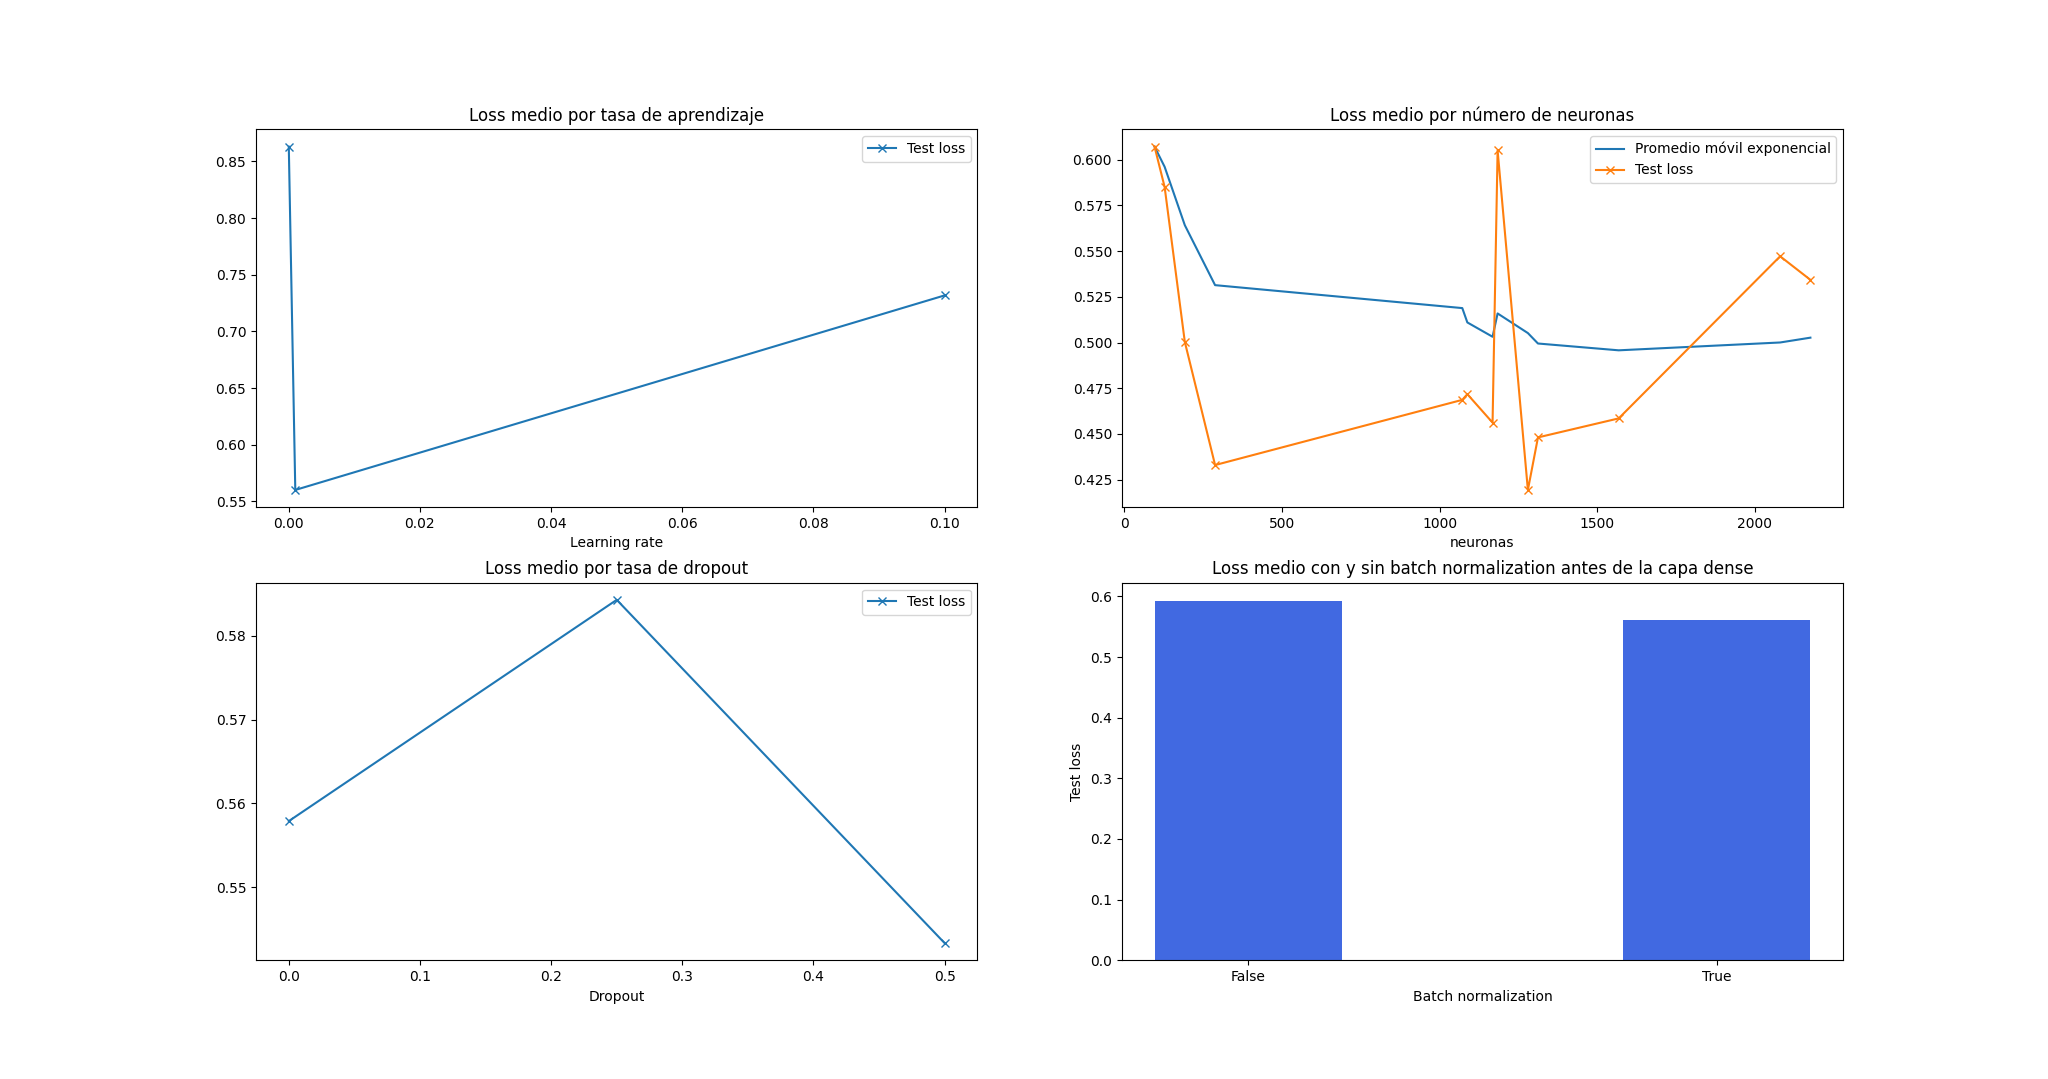 Loss medio por tasa de aprendizaje
Test loss
0.85
0.80
0.75
0.70
0.65
0.60
0.55
0.00 0.02 0.04 0.06 0.08 0.10
Learning rate
Loss medio por número de neuronas
Promedio móvil exponencial
Test loss
0.600
0.575
0.550
0.525
0.500
0.475
0.450
0.425
0 500 1000 1500 2000
neuronas
Loss medio por tasa de dropout
Test loss
0.58
0.57
0.56
0.55
0.0 0.1 0.2 0.3 0.4 0.5
Dropout
Loss medio con y sin batch normalization antes de la capa dense
Test loss
0.6
0.5
0.4
0.3
0.2
0.1
0.0
False True
Batch normalization